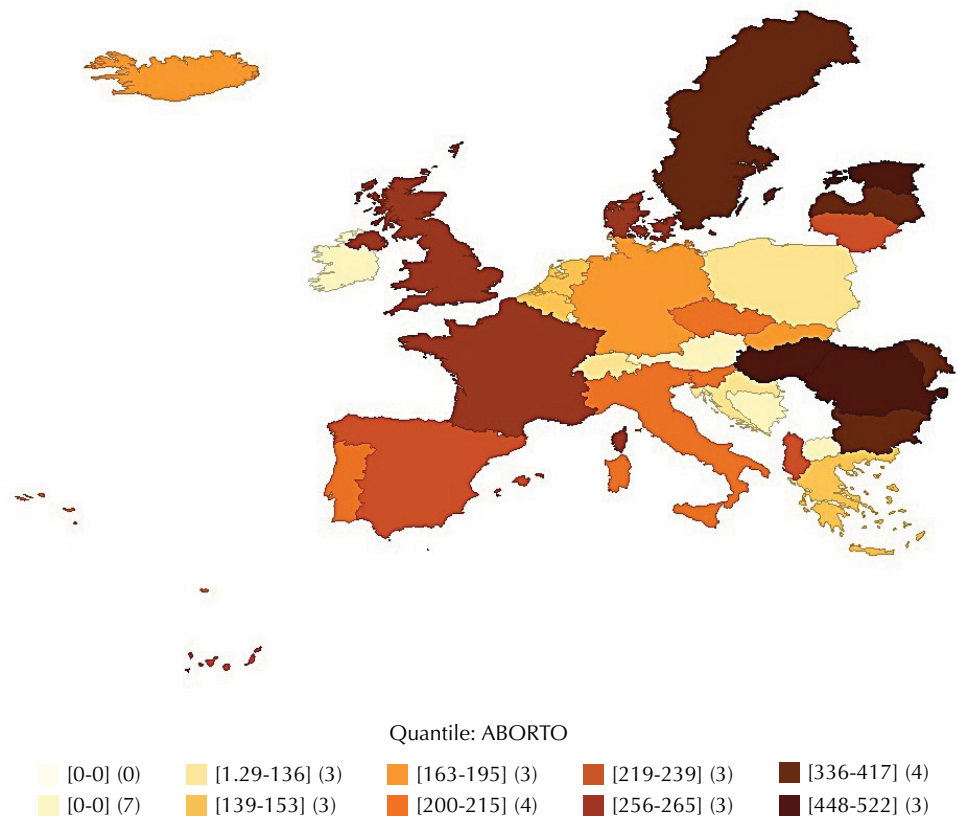 Quantile: ABORTO
[0-0] (0) [1.29-136] (3) [163-195] (3) [219-239] (3) [336-417] (4)
[0-0] (7) [139-153] (3) [200-215] (4) [256-265] (3) [448-522] (3)